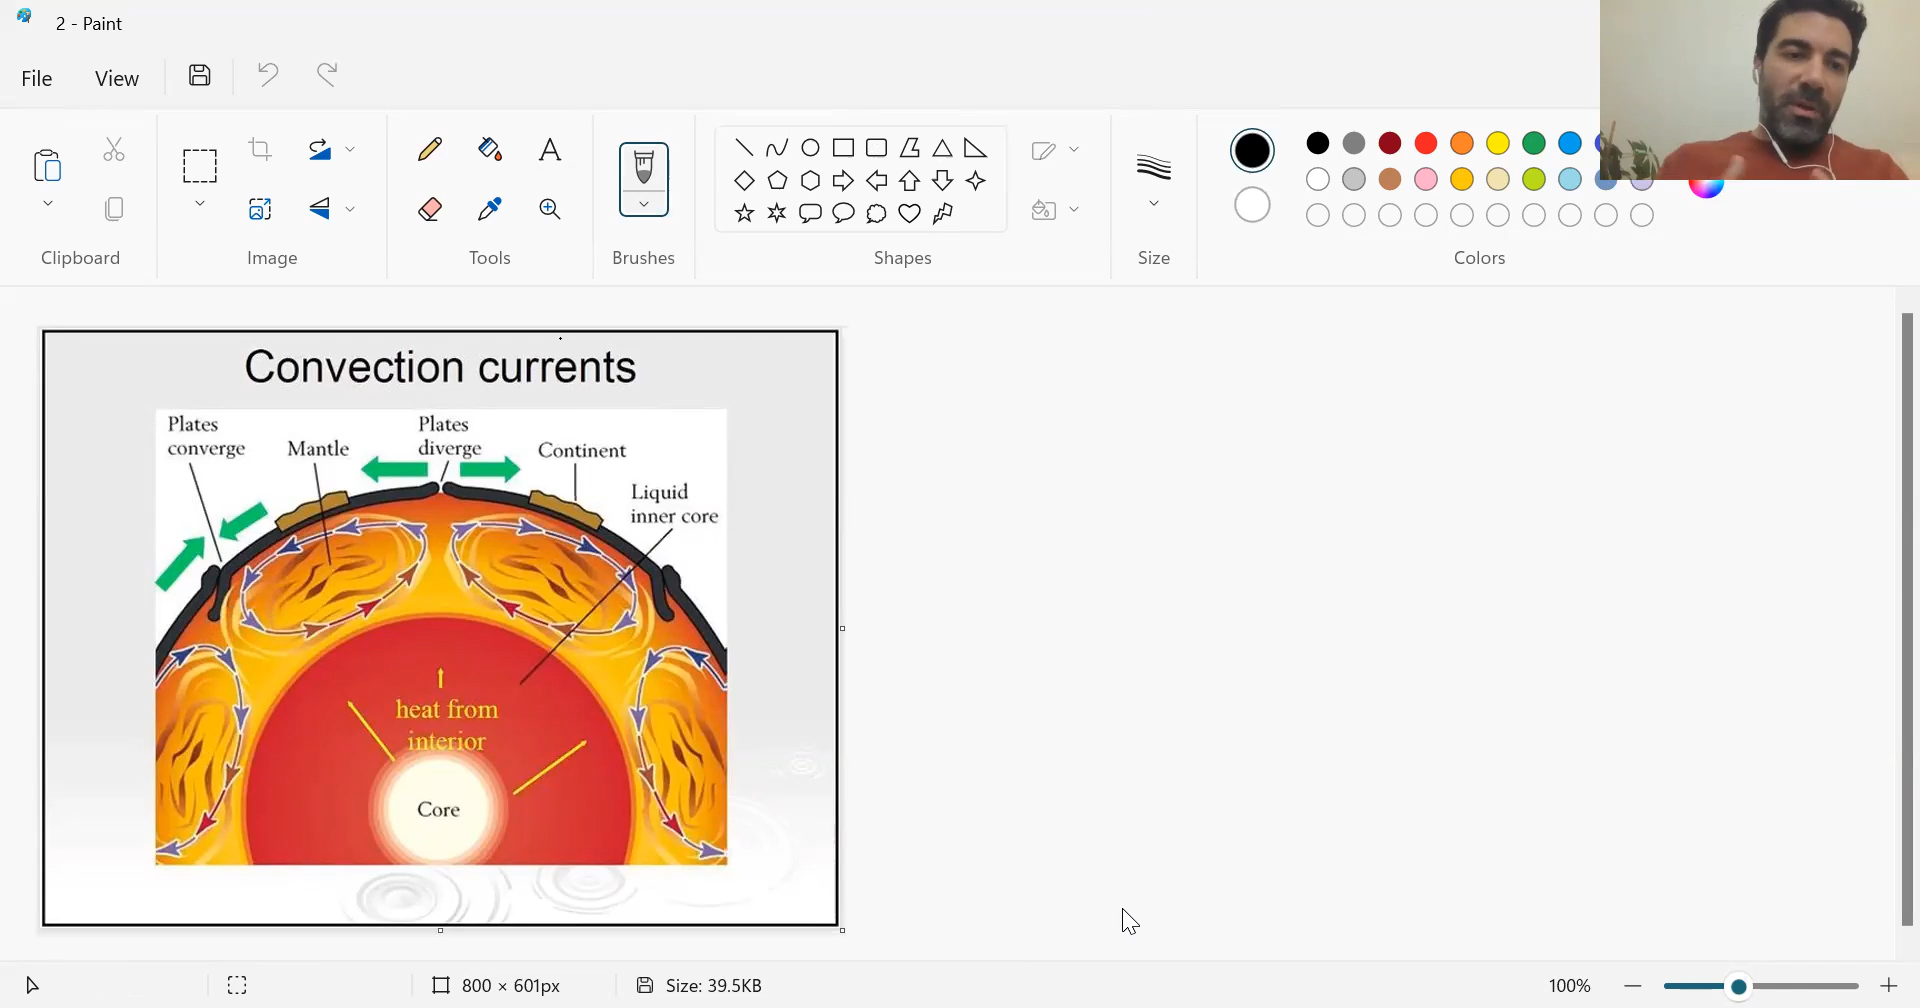 2 - Paint
File
View
Clipboard
Image
Tools
Brushes
Shapes
Size
Colors
Convection currents
Plates
converge
Mantle
Plates
diverge
Continent
Liquid
inner core
heat from
interior
Core
800 × 601px
Size: 39.5KB
100%